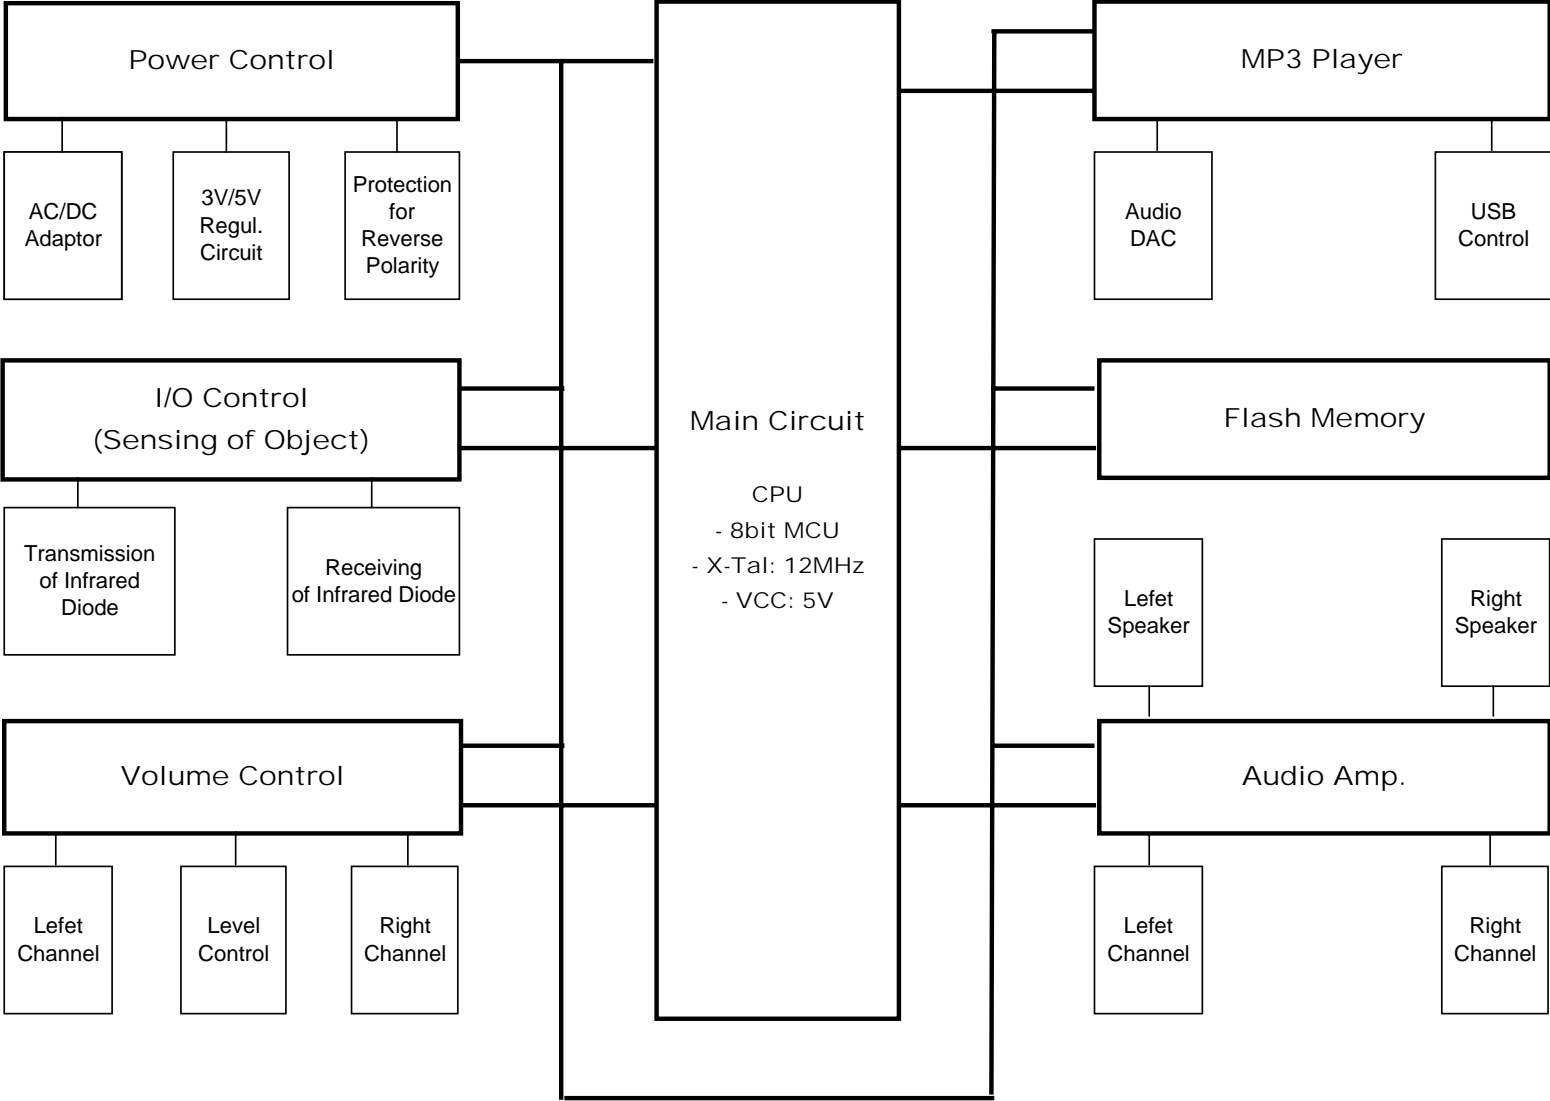 Power Control
AC/DC
Adaptor
3V/5V
Regul.
Circuit
Protection
for
Reverse
Polarity
I/O Control
(Sensing of Object)
Transmission
of Infrared
Diode
Receiving
of Infrared Diode
Volume Control
Lefet
Channel
Level
Control
Right
Channel
Main Circuit
CPU
- 8bit MCU
- X-Tal: 12MHz
- VCC: 5V
MP3 Player
Audio
DAC
USB
Control
Flash Memory
Lefet
Speaker
Right
Speaker
Audio Amp.
Lefet
Channel
Right
Channel